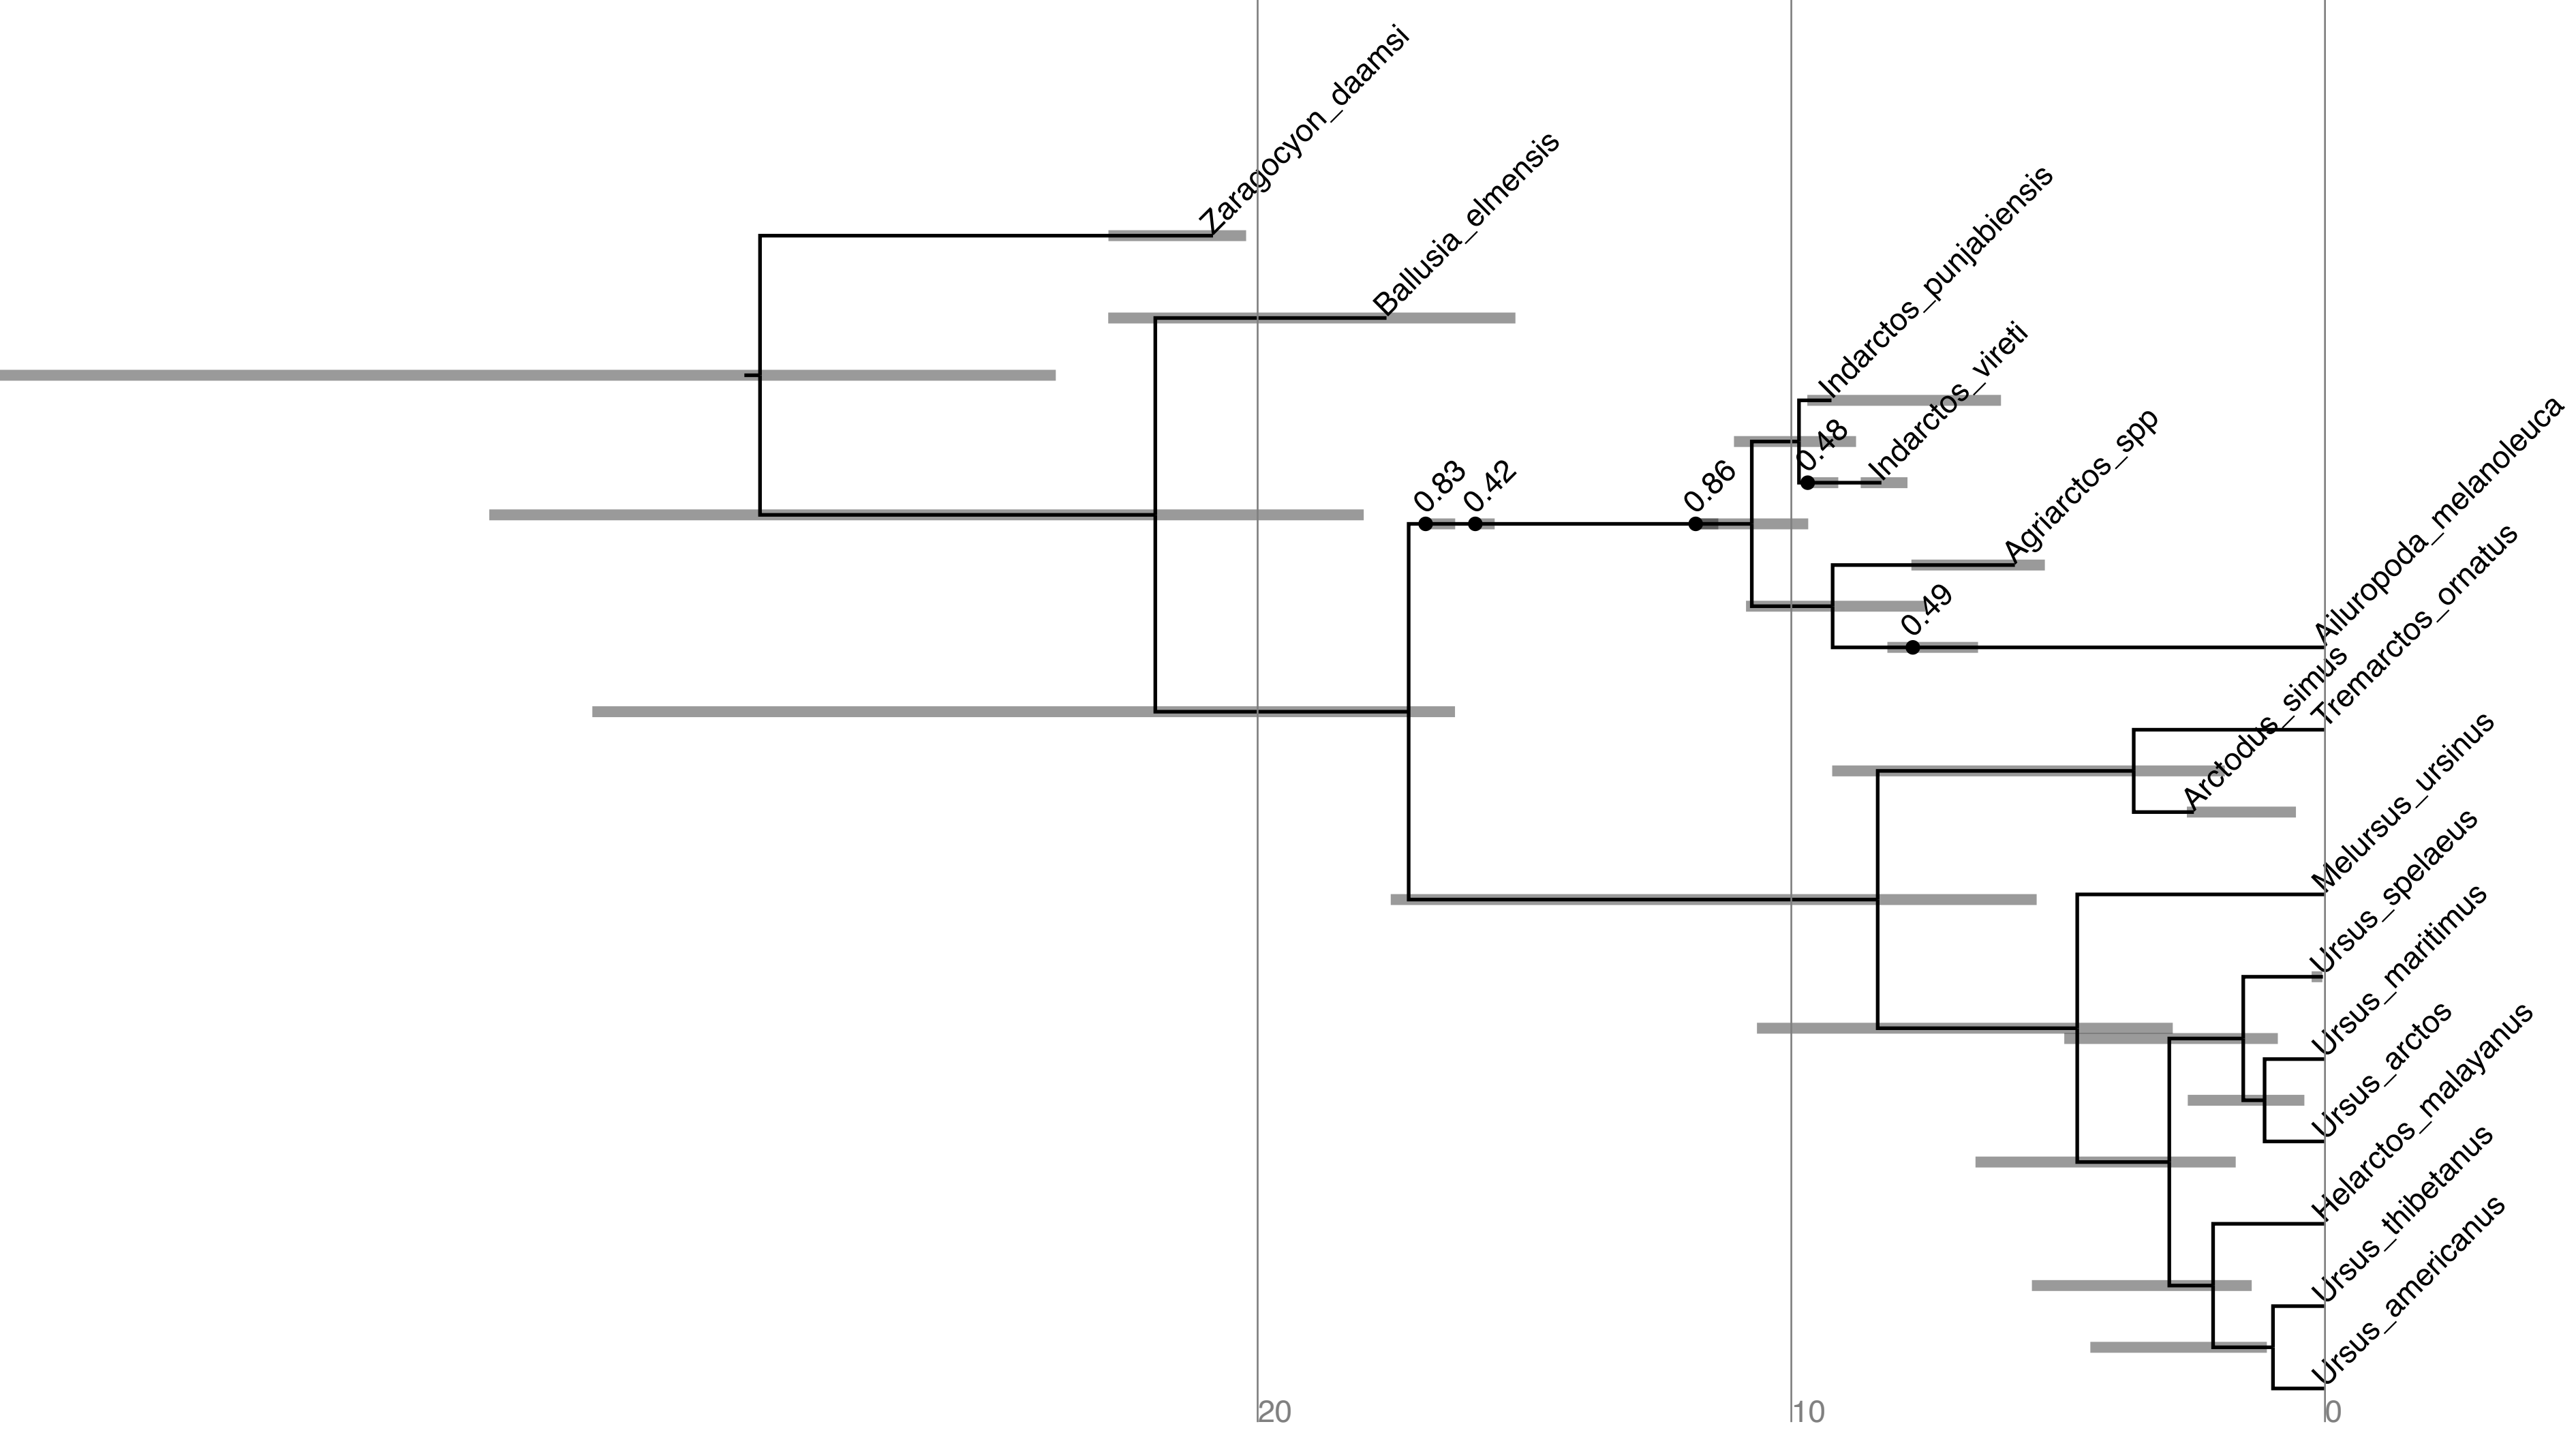 Zaragocyon_daamsi
Ballusia_elmensis
Indarctos_punjabiensis
Indarctos_vireti
0.48
0.83
0.42
0.86
Agriarctos_spp
Ailuropoda_melanoleuca
0.49
Tremarctos_ornatus
Arctodus_simus
Melursus_ursinus
Ursus_spelaeus
Ursus_maritimus
Ursus_arctos
Helarctos_malayanus
Ursus_thibetanus
Ursus_americanus
20
10
0